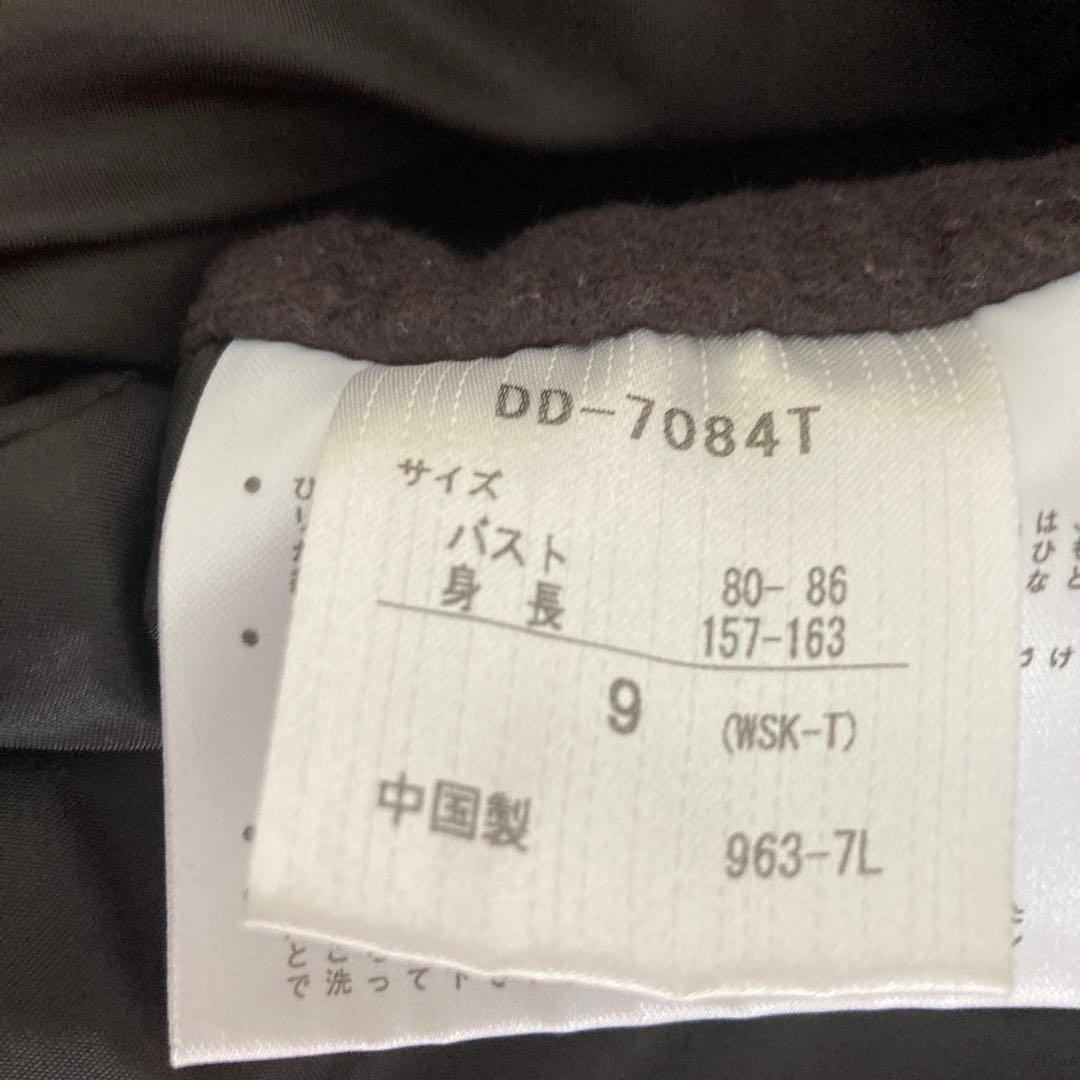 DD-7084T
サイズ
バスト 80- 86
身 長 157-163
9 (WSK-T)
中国製 963-7L
で洗って下